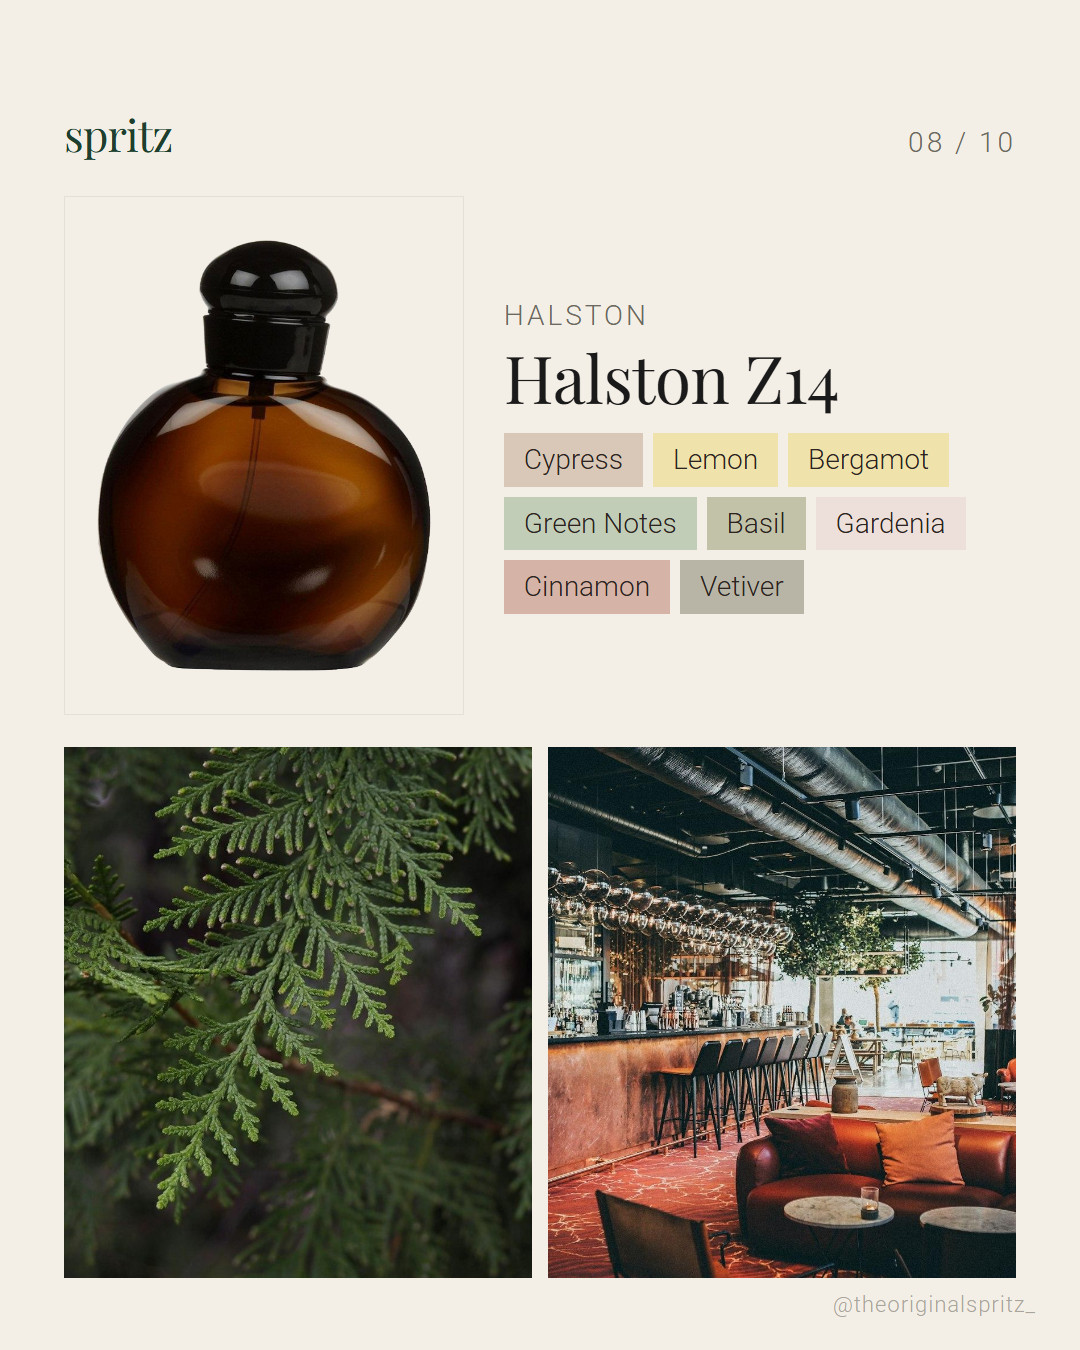 spritz
08 / 10
HALSTON
Halston Z14
Cypress Lemon Bergamot
Green Notes Basil Gardenia
Cinnamon Vetiver
@theoriginalspritz_